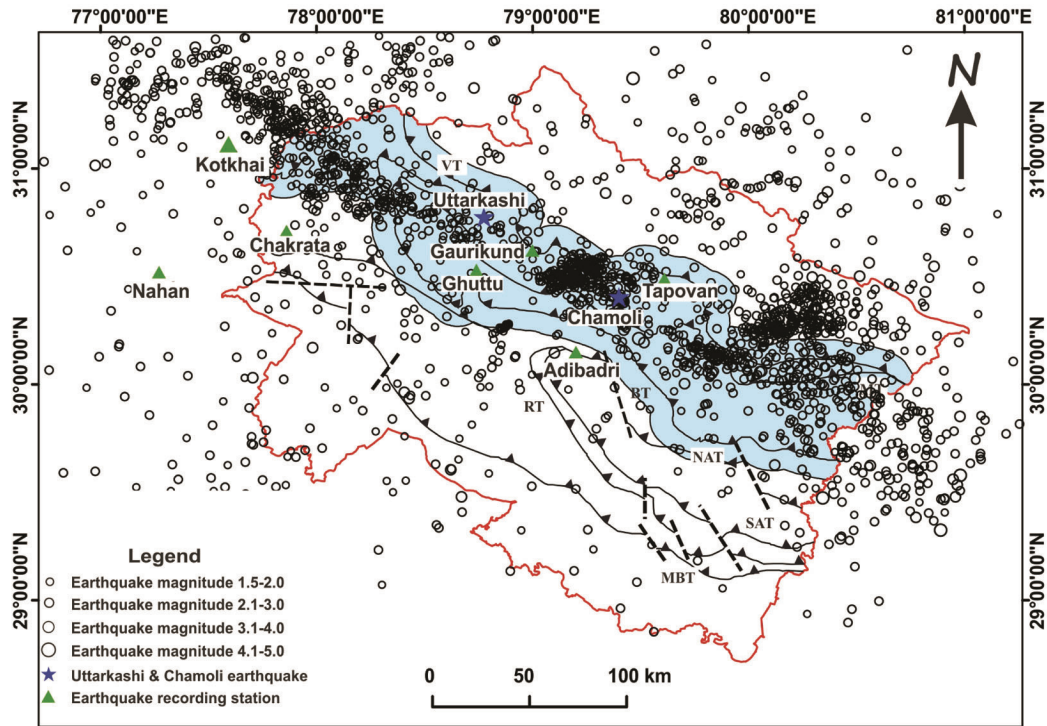 77°00'00"E 78°00'00"E 79°00'00"E 80°00'00"E 81°00'00"E
N
31°00'00"N
31°00'00"N
Kotkhai
VT
Uttarkashi
Chakrata
Gaurikund
Nahan
Ghuttu
Tapovan
Chamoli
30°00'00"N
30°00'00"N
Adibadri
BT
RT
NAT
SAT
MBT
29°00'00"N
29°00'00"N
Legend
Earthquake magnitude 1.5-2.0
Earthquake magnitude 2.1-3.0
Earthquake magnitude 3.1-4.0
Earthquake magnitude 4.1-5.0
Uttarkashi & Chamoli earthquake
Earthquake recording station
0 50 100 km